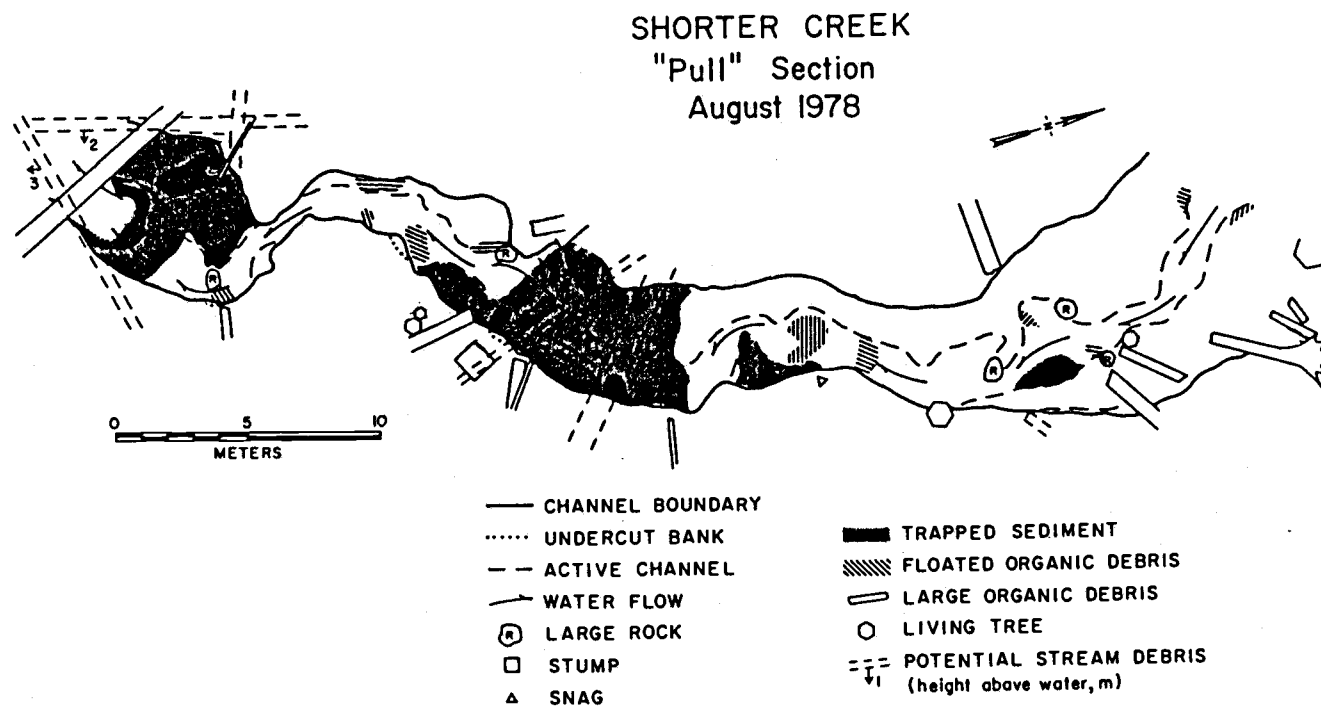 SHORTER CREEK
"Pull" Section
August 1978
N
2
3
R
R
R
R
R
0 5 10
METERS
CHANNEL BOUNDARY
UNDERCUT BANK
ACTIVE CHANNEL
WATER FLOW
R LARGE ROCK
STUMP
SNAG
TRAPPED SEDIMENT
FLOATED ORGANIC DEBRIS
LARGE ORGANIC DEBRIS
LIVING TREE
POTENTIAL STREAM DEBRIS
1 (height above water, m)